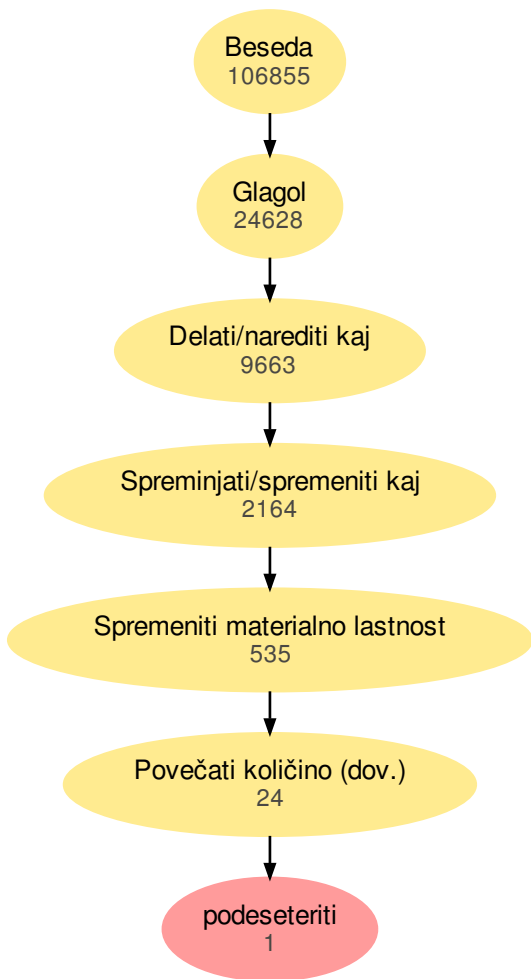 Beseda
106855
Glagol
24628
Delati/narediti kaj
9663
Spreminjati/spremeniti kaj
2164
Spremeniti materialno lastnost
535
Povečati količino (dov.)
24
podeseteriti
1